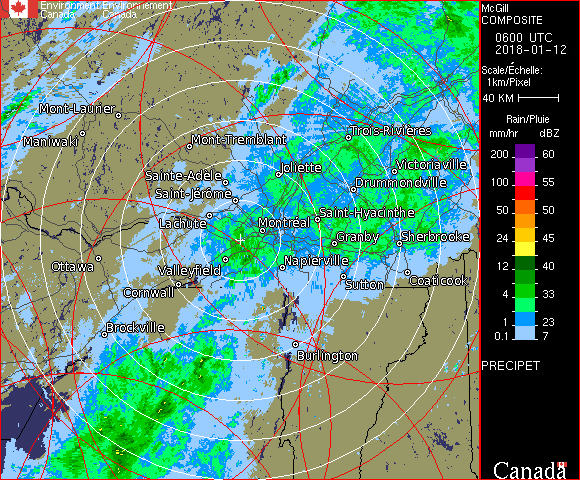 Environment Environnement
Canada Canada
Mont-Laurier
Maniwaki
Mont-Tremblant
Trois-Rivières
Joliette
Victoriaville
Sainte-Adèle
Drummondville
Saint-Jérôme
Lachute
Saint-Hyacinthe
Montréal
Granby
Sherbrooke
Ottawa
Valleyfield
Napierville
Cornwall
Sutton
Coaticook
Brockville
Burlington
McGill
COMPOSITE
0600 UTC
2018-01-12
Scale/Échelle:
1km/Pixel
40 KM
Rain/Pluie
mm/hr dBZ
200 60
100 55
50 50
24 45
12 40
4 33
1 23
0.1 7
PRECIPET
Canada